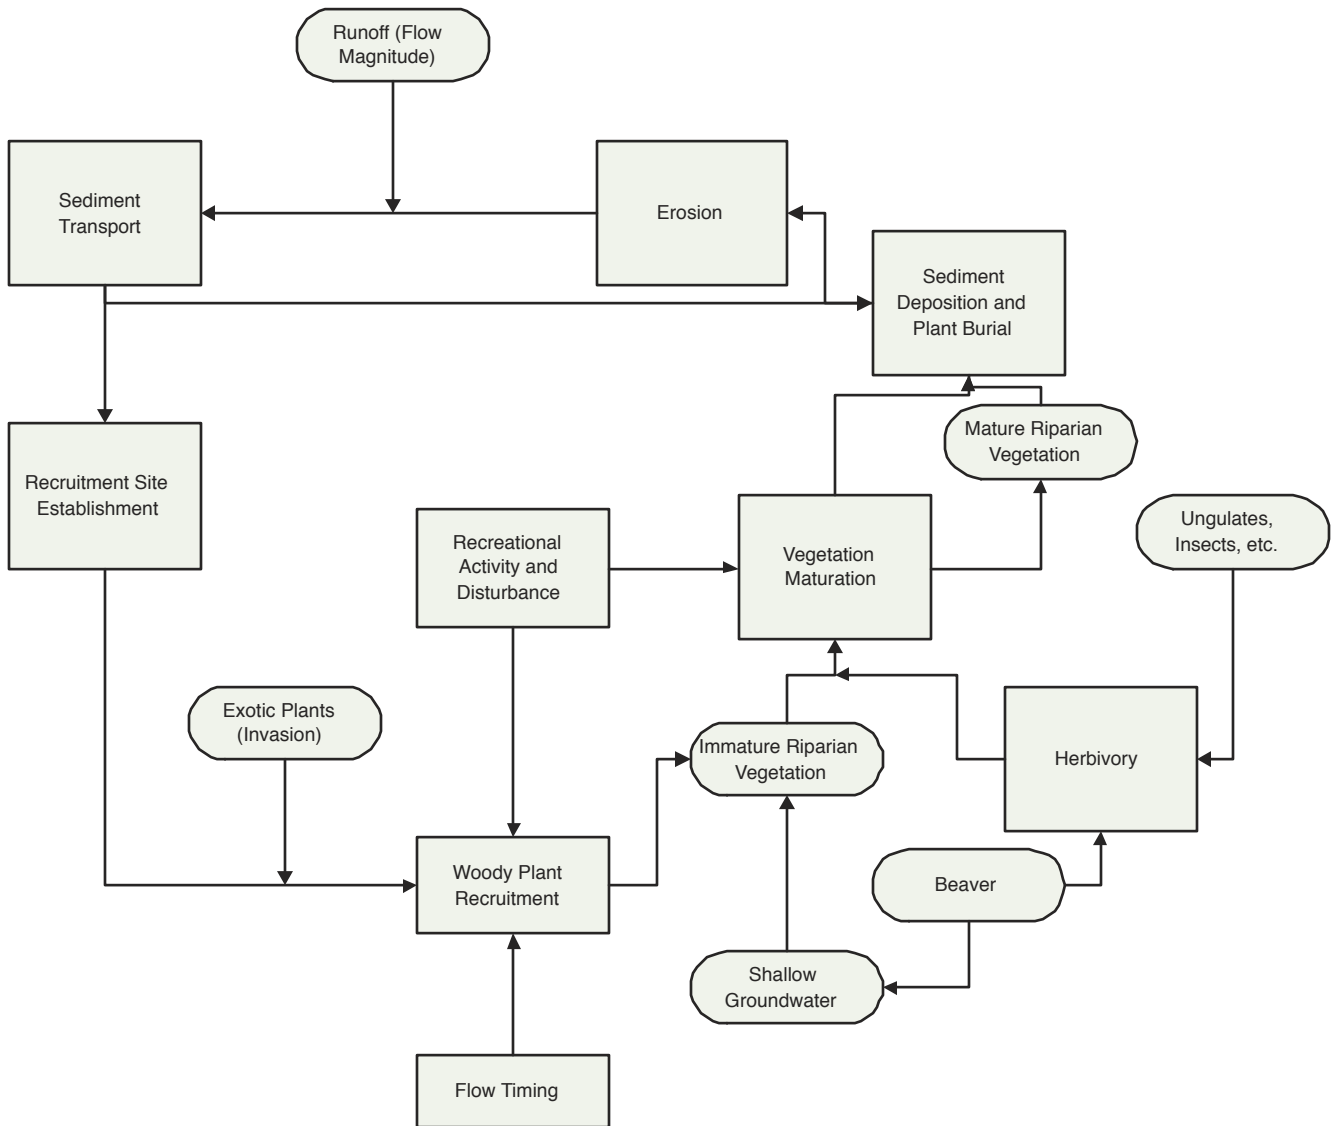 Runoff (Flow
Magnitude)
Sediment
Transport
Erosion
Sediment
Deposition and
Plant Burial
Mature Riparian
Vegetation
Recruitment Site
Establishment
Recreational
Activity and
Disturbance
Vegetation
Maturation
Ungulates,
Insects, etc.
Exotic Plants
(Invasion)
Immature Riparian
Vegetation
Herbivory
Woody Plant
Recruitment
Beaver
Shallow
Groundwater
Flow Timing